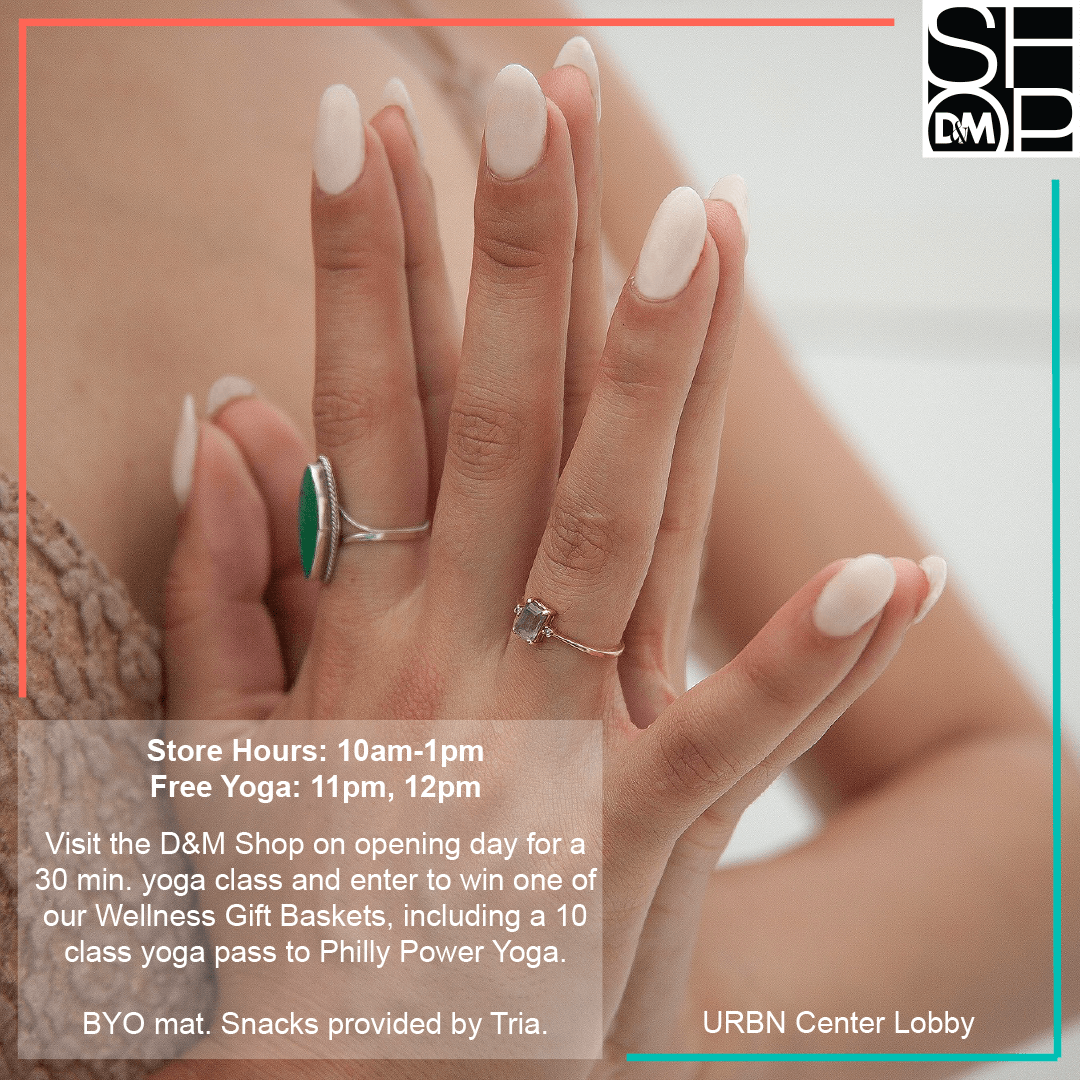 SHOP
D&M
Store Hours: 10am-1pm
Free Yoga: 11pm, 12pm
Visit the D&M Shop on opening day for a
30 min. yoga class and enter to win one of
our Wellness Gift Baskets, including a 10
class yoga pass to Philly Power Yoga.
BYO mat. Snacks provided by Tria.
URBN Center Lobby